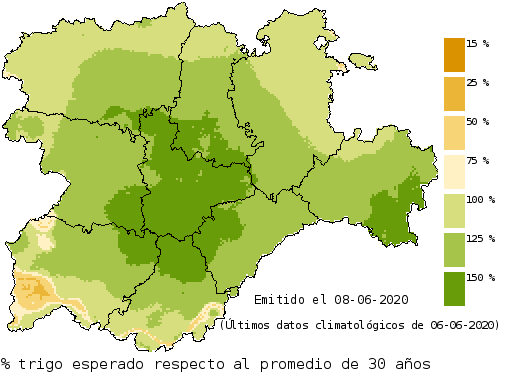 15 %
25 %
50 %
75 %
100 %
125 %
150 %
Emitido el 08-06-2020
(Últimos datos climatológicos de 06-06-2020)
% trigo esperado respecto al promedio de 30 años